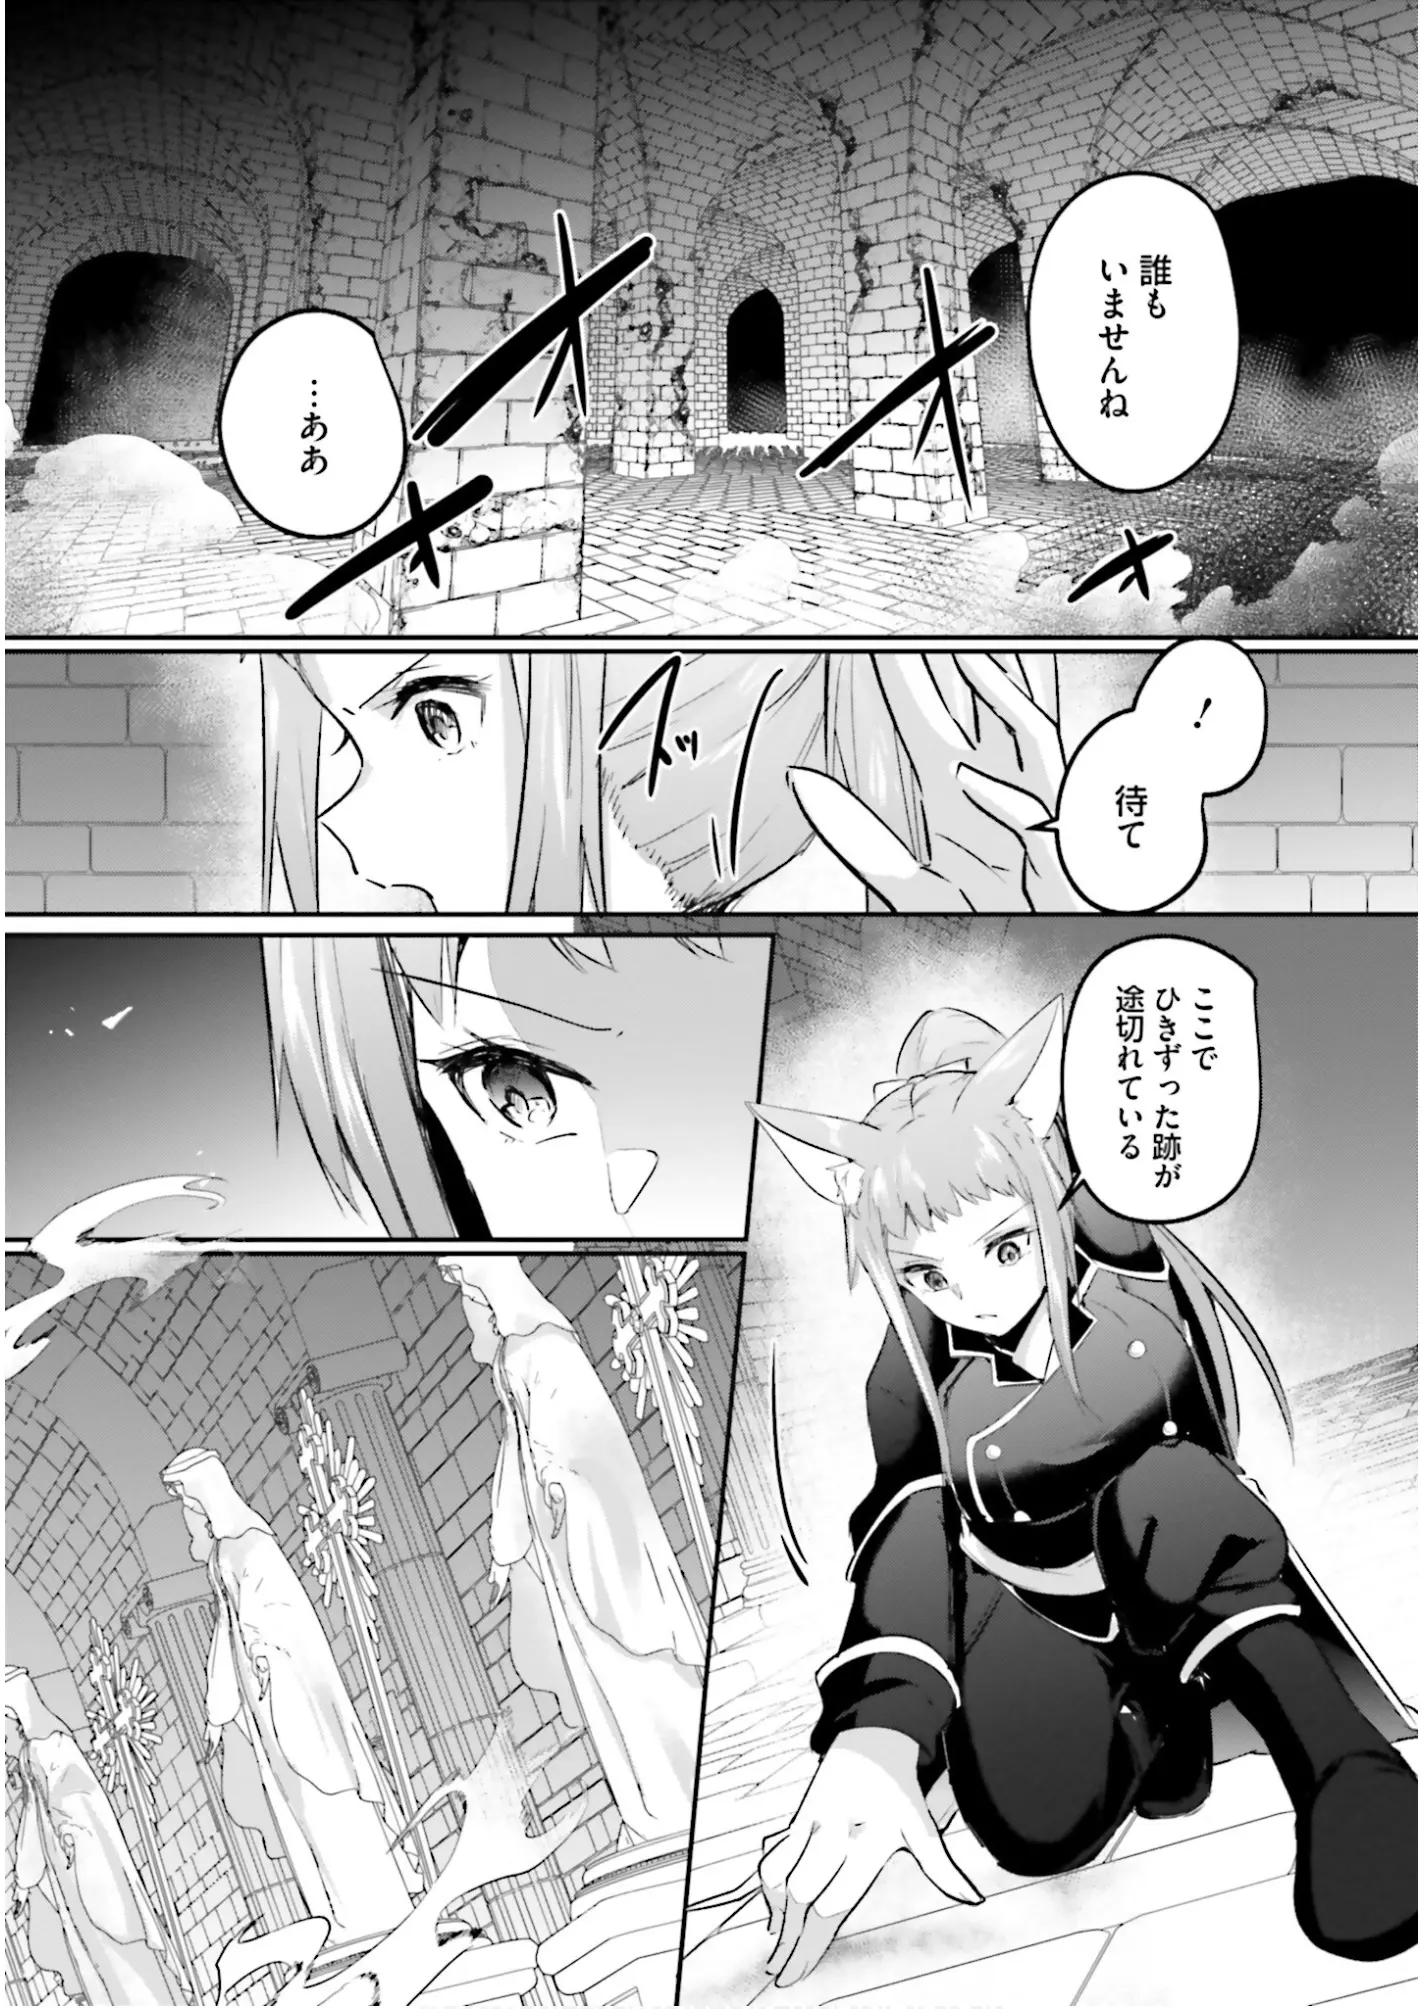 誰も
いませんね
…ああ
！
待て
スッ
ここで
ひきずった跡が
途切れている